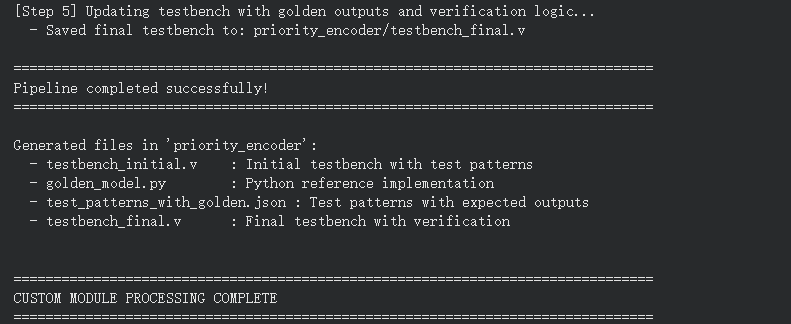 [Step 5] Updating testbench with golden outputs and verification logic...
  - Saved final testbench to: priority_encoder/testbench_final.v
================================================================================
Pipeline completed successfully!
================================================================================
Generated files in 'priority_encoder':
  - testbench_initial.v    : Initial testbench with test patterns
  - golden_model.py        : Python reference implementation
  - test_patterns_with_golden.json : Test patterns with expected outputs
  - testbench_final.v      : Final testbench with verification
================================================================================
CUSTOM MODULE PROCESSING COMPLETE
================================================================================